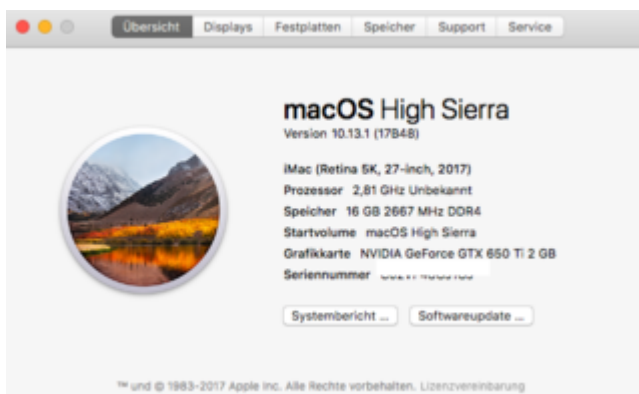 Übersicht Displays Festplatten Speicher Support Service
macOS High Sierra
Version 10.13.1 (17B48)
iMac (Retina 5K, 27-inch, 2017)
Prozessor 2,81 GHz Unbekannt
Speicher 16 GB 2667 MHz DDR4
Startvolume macOS High Sierra
Grafikkarte NVIDIA GeForce GTX 650 Ti 2 GB
Seriennummer
Systembericht ... Softwareupdate ...
™ und © 1983-2017 Apple Inc. Alle Rechte vorbehalten. Lizenzvereinbarung